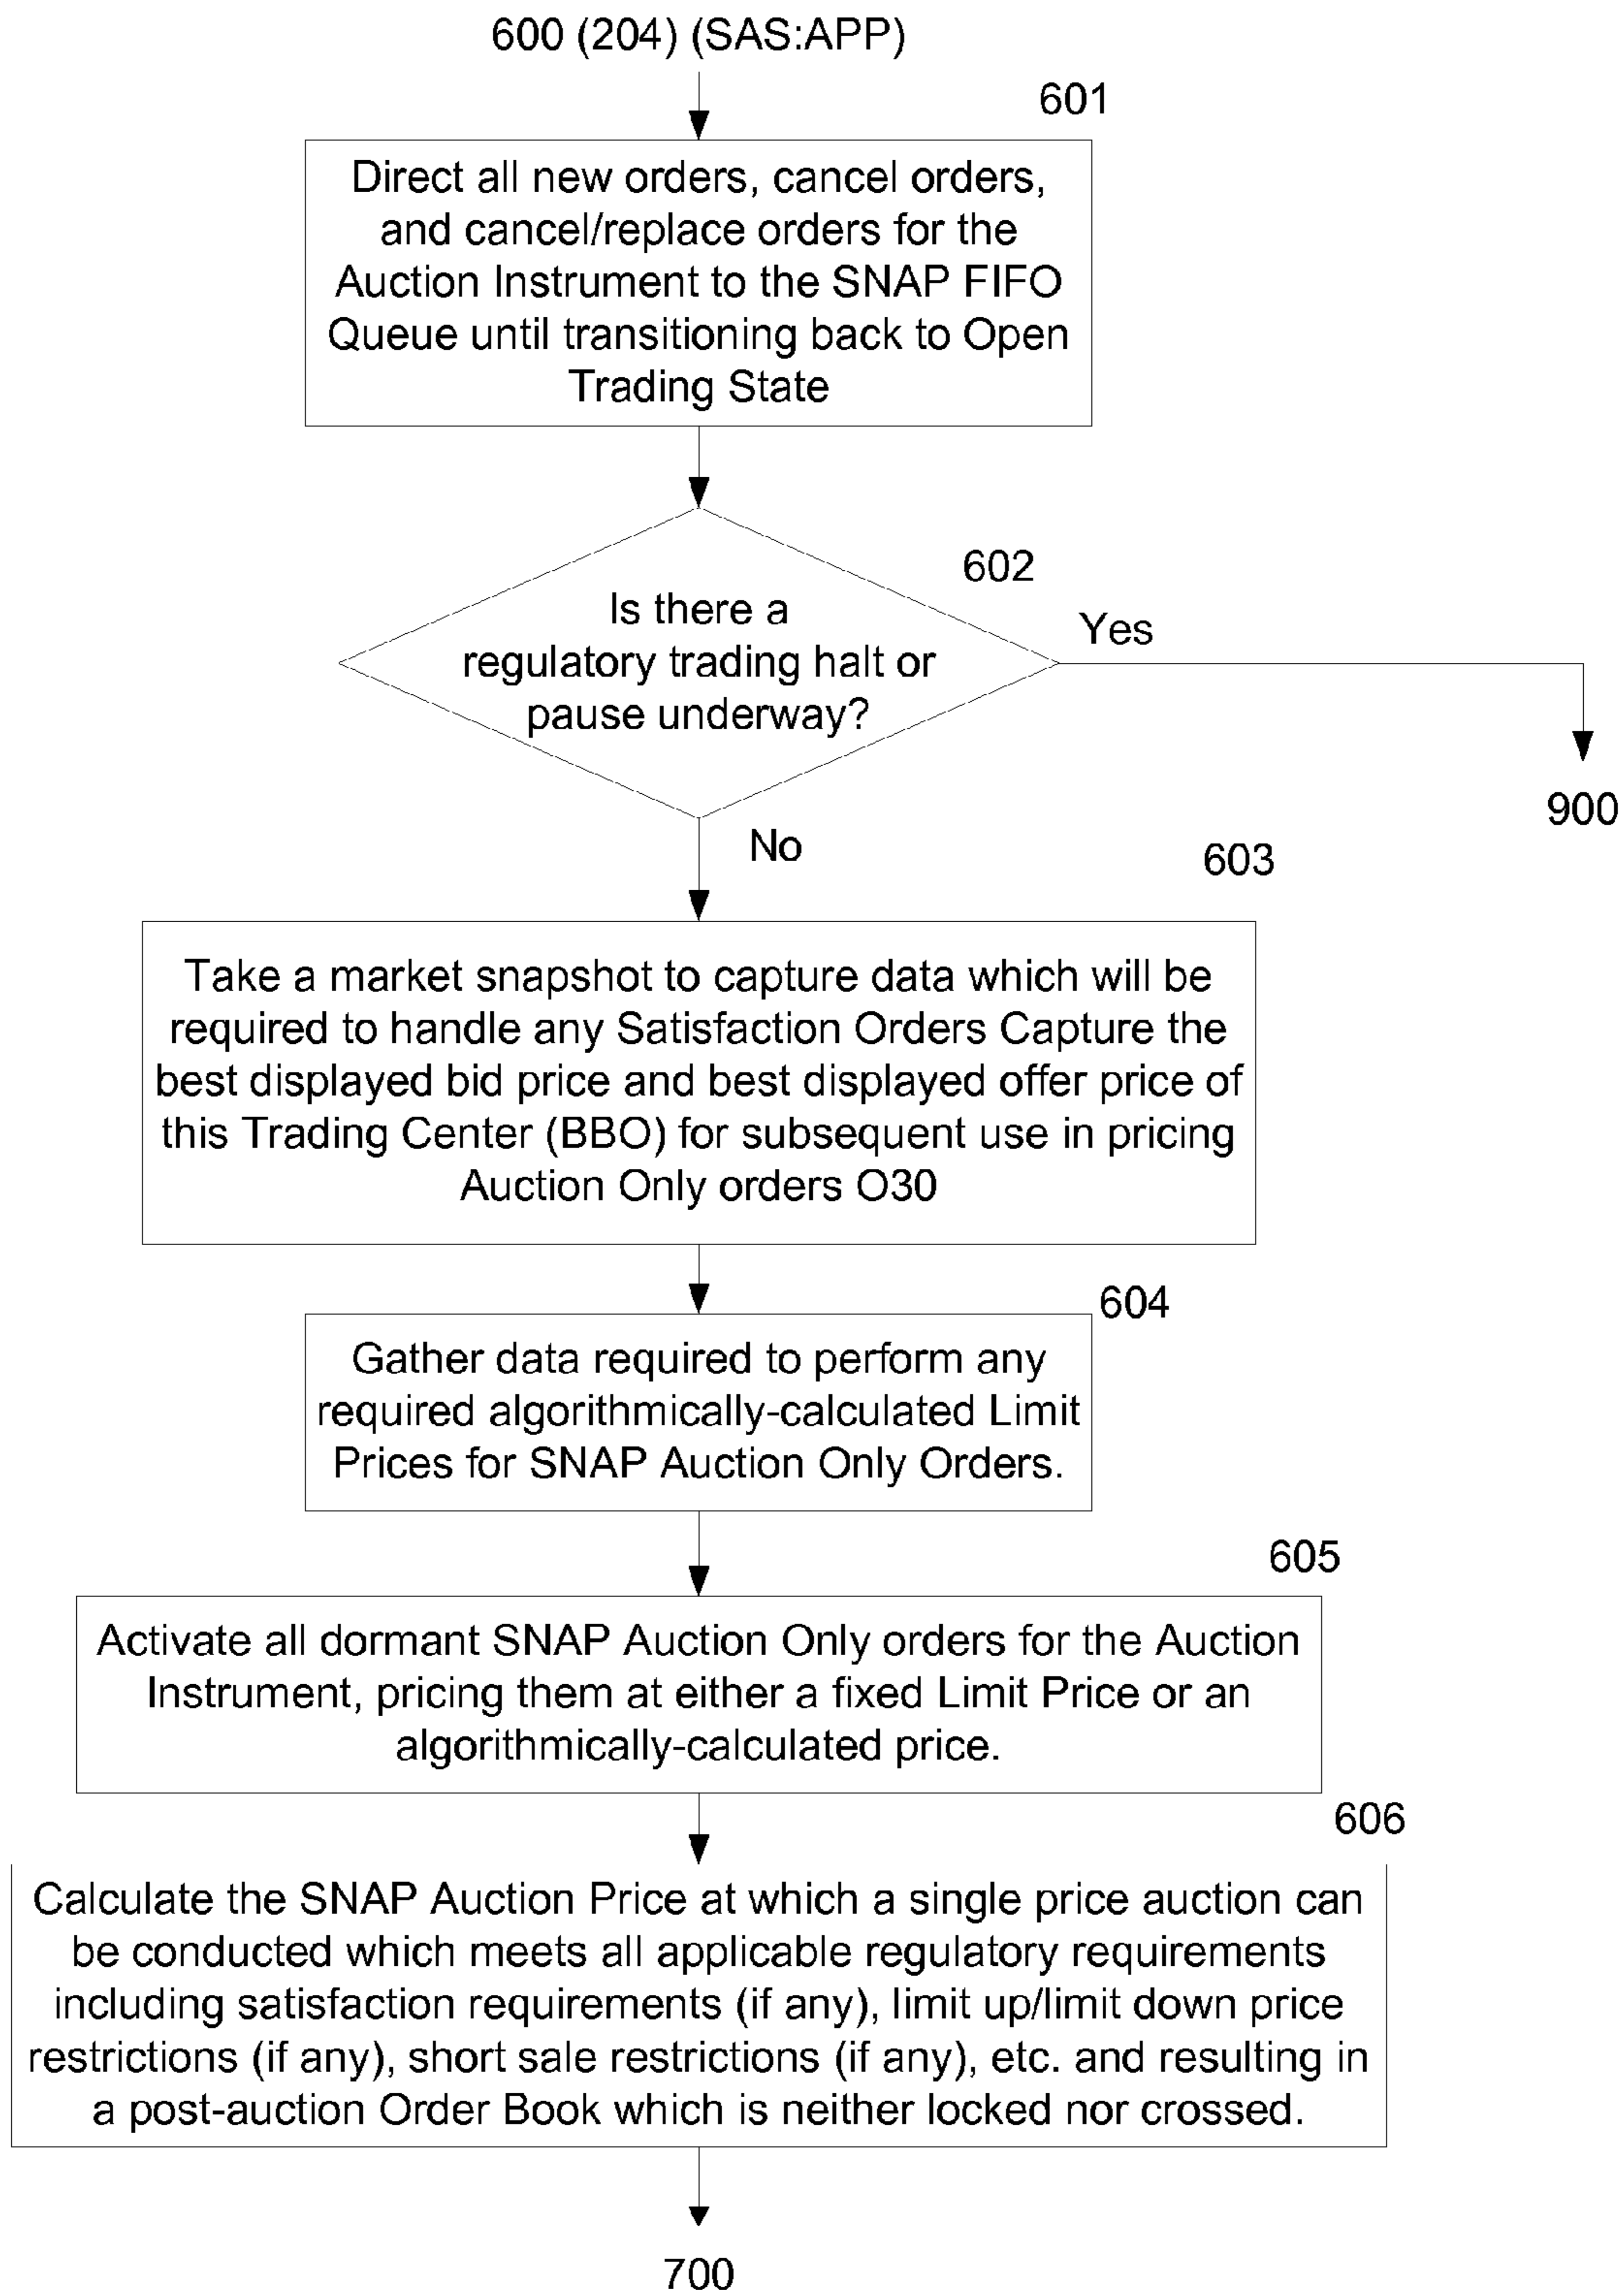 600 (204) (SAS:APP)
601
Direct all new orders, cancel orders,
and cancel/replace orders for the
Auction Instrument to the SNAP FIFO
Queue until transitioning back to Open
Trading State
602
Is there a
regulatory trading halt or
pause underway?
Yes
900
No
603
Take a market snapshot to capture data which will be
required to handle any Satisfaction Orders Capture the
best displayed bid price and best displayed offer price of
this Trading Center (BBO) for subsequent use in pricing
Auction Only orders O30
604
Gather data required to perform any
required algorithmically-calculated Limit
Prices for SNAP Auction Only Orders.
605
Activate all dormant SNAP Auction Only orders for the Auction
Instrument, pricing them at either a fixed Limit Price or an
algorithmically-calculated price.
606
Calculate the SNAP Auction Price at which a single price auction can
be conducted which meets all applicable regulatory requirements
including satisfaction requirements (if any), limit up/limit down price
restrictions (if any), short sale restrictions (if any), etc. and resulting in
a post-auction Order Book which is neither locked nor crossed.
700